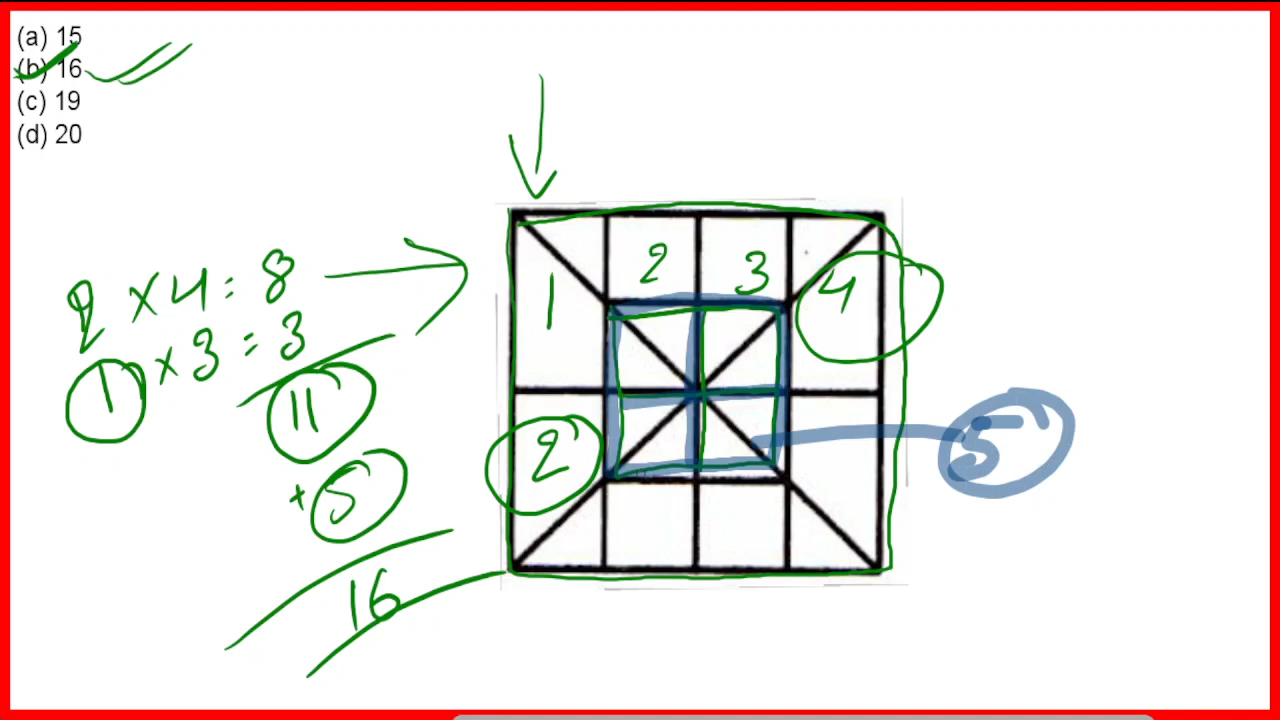 (a) 15
(b) 16
(c) 19
(d) 20
2 × 4 = 8
1 × 3 = 3
11
+ 5
16
1 2 3 4
2
5